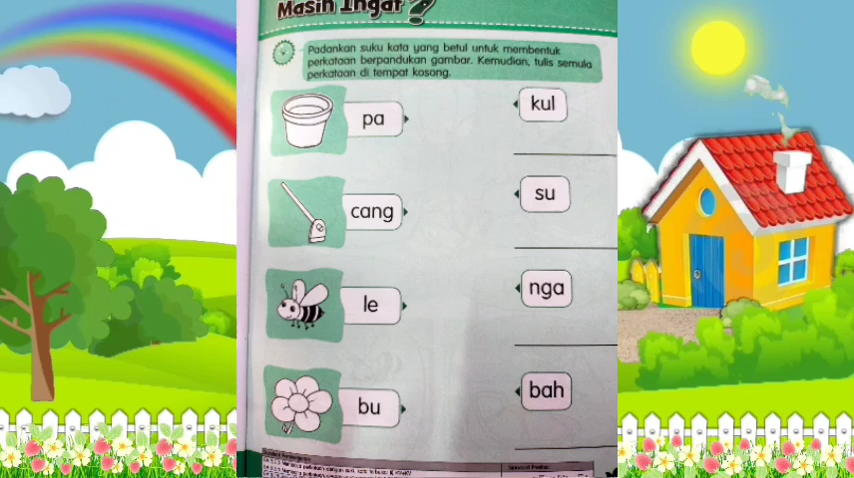 Masih Ingat?
Padankan suku kata yang betul untuk membentuk
perkataan berpandukan gambar. Kemudian, tulis semula
perkataan di tempat kosong.
pa kul
cang su
le nga
bu bah